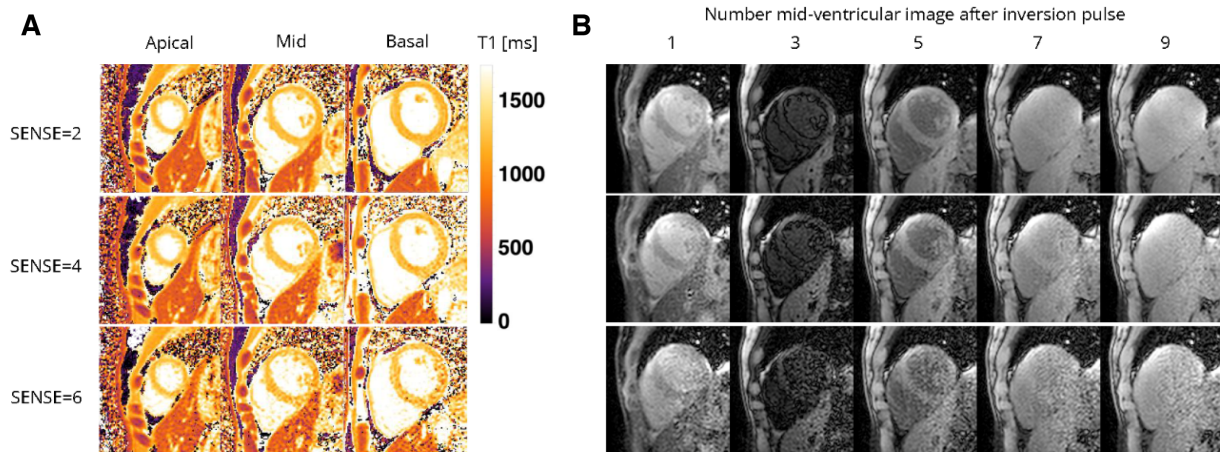 A
Apical Mid Basal T1 [ms]
1500
SENSE=2
1000
500
SENSE=4
0
SENSE=6
B
Number mid-ventricular image after inversion pulse
1 3 5 7 9